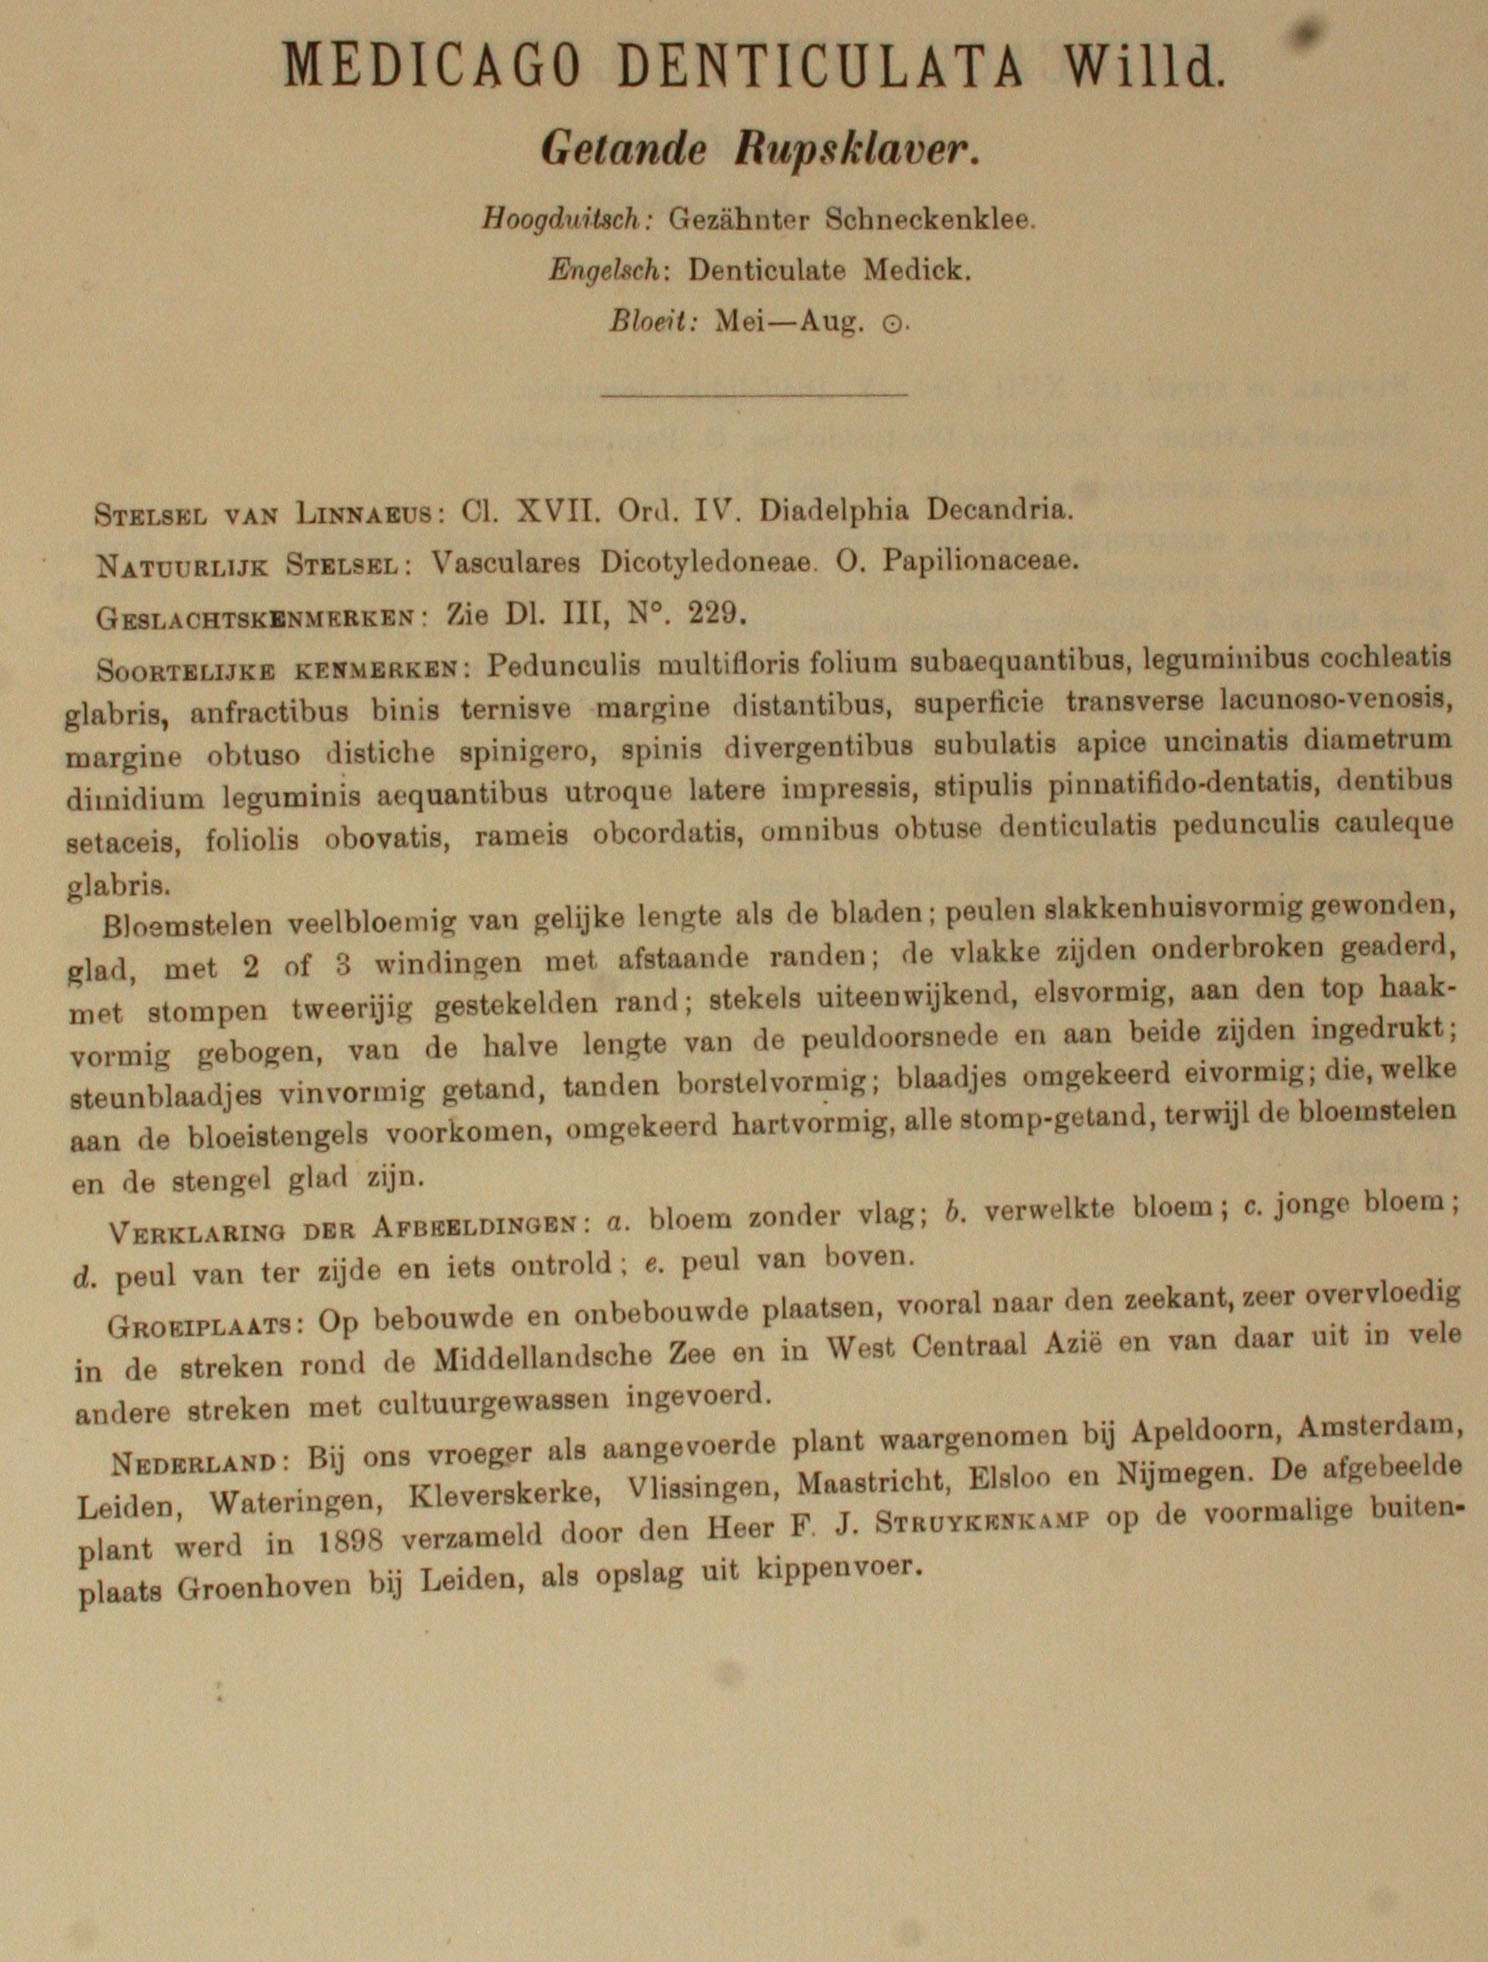 MEDICAGO DENTICULATA Willd.
Getande Rupsklaver.
Hoogduitsch: Gezähnter Schneckenklee.
Engelsch: Denticulate Medick.
Bloeit: Mei—Aug. ⊙.
STELSEL VAN LINNAEUS: Cl. XVII. Ord. IV. Diadelphia Decandria.
NATUURLIJK STELSEL: Vasculares Dicotyledoneae. O. Papilionaceae.
GESLACHTSKENMERKEN: Zie Dl. III, N°. 229.
SOORTELIJKE KENMERKEN: Pedunculis multifloris folium subaequantibus, leguminibus cochleatis
glabris, anfractibus binis ternisve margine distantibus, superficie transverse lacunoso-venosis,
margine obtuso distiche spinigero, spinis divergentibus subulatis apice uncinatis diametrum
dimidium leguminis aequantibus utroque latere impressis, stipulis pinnatifido-dentatis, dentibus
setaceis, foliolis obovatis, rameis obcordatis, omnibus obtuse denticulatis pedunculis cauleque
glabris.
Bloemstelen veelbloemig van gelijke lengte als de bladen; peulen slakkenhuisvormig gewonden,
glad, met 2 of 3 windingen met afstaande randen; de vlakke zijden onderbroken geaderd,
met stompen tweerijig gestekelden rand; stekels uiteenwijkend, elsvormig, aan den top haak-
vormig gebogen, van de halve lengte van de peuldoorsnede en aan beide zijden ingedrukt;
steunblaadjes vinvormig getand, tanden borstelvormig; blaadjes omgekeerd eivormig; die, welke
aan de bloeistengels voorkomen, omgekeerd hartvormig, alle stomp-getand, terwijl de bloemstelen
en de stengel glad zijn.
VERKLARING DER AFBEELDINGEN: a. bloem zonder vlag; b. verwelkte bloem; c. jonge bloem;
d. peul van ter zijde en iets ontrold; e. peul van boven.
GROEIPLAATS: Op bebouwde en onbebouwde plaatsen, vooral naar den zeekant, zeer overvloedig
in de streken rond de Middellandsche Zee en in West Centraal Azië en van daar uit in vele
andere streken met cultuurgewassen ingevoerd.
NEDERLAND: Bij ons vroeger als aangevoerde plant waargenomen bij Apeldoorn, Amsterdam,
Leiden, Wateringen, Kleverskerke, Vlissingen, Maastricht, Elsloo en Nijmegen. De afgebeelde
plant werd in 1898 verzameld door den Heer F. J. STRUYKENKAMP op de voormalige buiten-
plaats Groenhoven bij Leiden, als opslag uit kippenvoer.